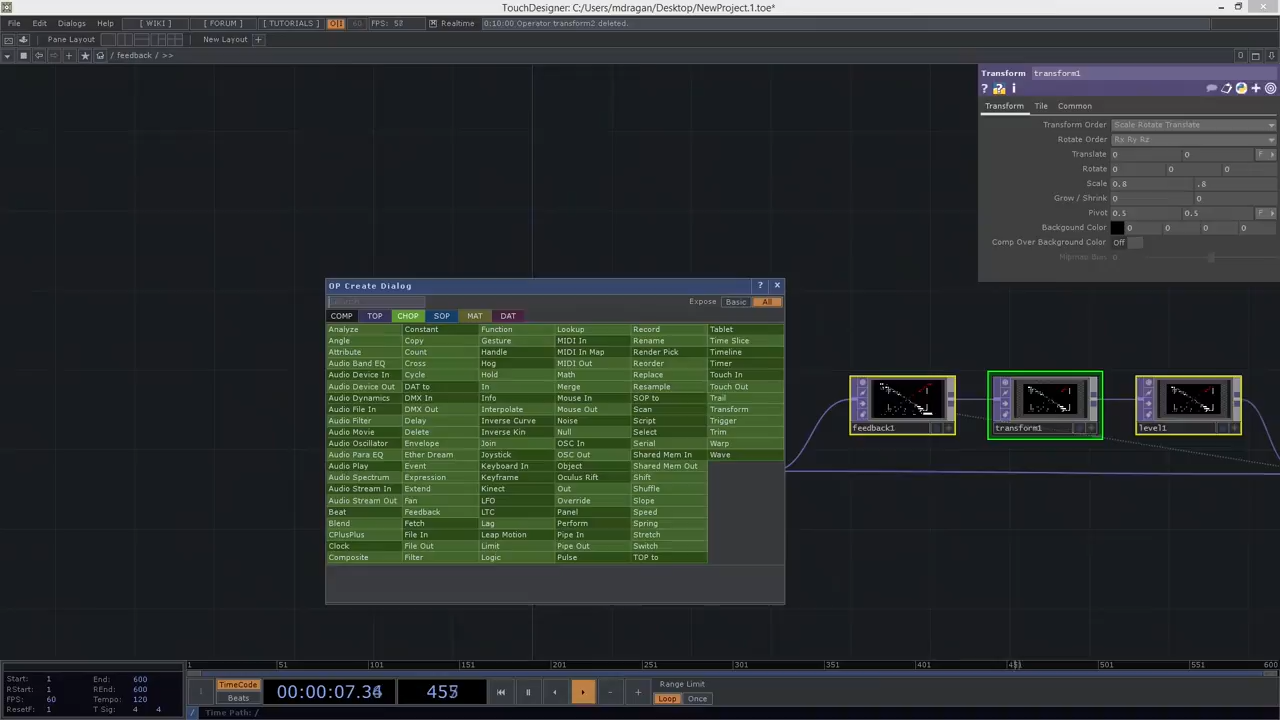 TouchDesigner: C:/Users/mdragan/Desktop/NewProject.1.toe*
File Edit Dialogs Help [ WIKI ] [ FORUM ] [ TUTORIALS ] FPS: 58 Realtime 0:10:00 Operator transform2 deleted.
Pane Layout New Layout +
/ feedback / >>
Transform transform1
Transform Tile Common
Transform Order Scale Rotate Translate
Rotate Order Rx Ry Rz
Translate 0 0 F
Rotate 0 0 0
Scale 0.8 .8
Grow / Shrink 0 0
Pivot 0.5 0.5 F
Backgound Color 0 0 0 0
Comp Over Background Color Off
Mipmap Bias 0
OP Create Dialog ? X
Expose Basic All
COMP TOP CHOP SOP MAT DAT
Analyze Constant Function Lookup Record Tablet
Angle Copy Gesture MIDI In Rename Time Slice
Attribute Count Handle MIDI In Map Render Pick Timeline
Audio Band EQ Cross Hog MIDI Out Reorder Timer
Audio Device In Cycle Hold Math Replace Touch In
Audio Device Out DAT to In Merge Resample Touch Out
Audio Dynamics DMX In Info Mouse In SOP to Trail
Audio File In DMX Out Interpolate Mouse Out Scan Transform
Audio Filter Delay Inverse Curve Noise Script Trigger
Audio Movie Delete Inverse Kin Null Select Trim
Audio Oscillator Envelope Join OSC In Serial Warp
Audio Para EQ Ether Dream Joystick OSC Out Shared Mem In Wave
Audio Play Event Keyboard In Object Shared Mem Out
Audio Spectrum Expression Keyframe Oculus Rift Shift
Audio Stream In Extend Kinect Out Shuffle
Audio Stream Out Fan LFO Override Slope
Beat Feedback LTC Panel Speed
Blend Fetch Lag Perform Spring
CPlusPlus File In Leap Motion Pipe In Stretch
Clock File Out Limit Pipe Out Switch
Composite Filter Logic Pulse TOP to
feedback1 transform1 level1
1 51 101 151 201 251 301 351 451 501 551 600
Start: 1 End: 600
RStart: 1 REnd: 600
FPS: 60 Tempo: 120
ResetF: 1 T Sig: 4 4
TimeCode
Beats
00:00:07.34 455
Range Limit
Loop Once
/ Time Path: /